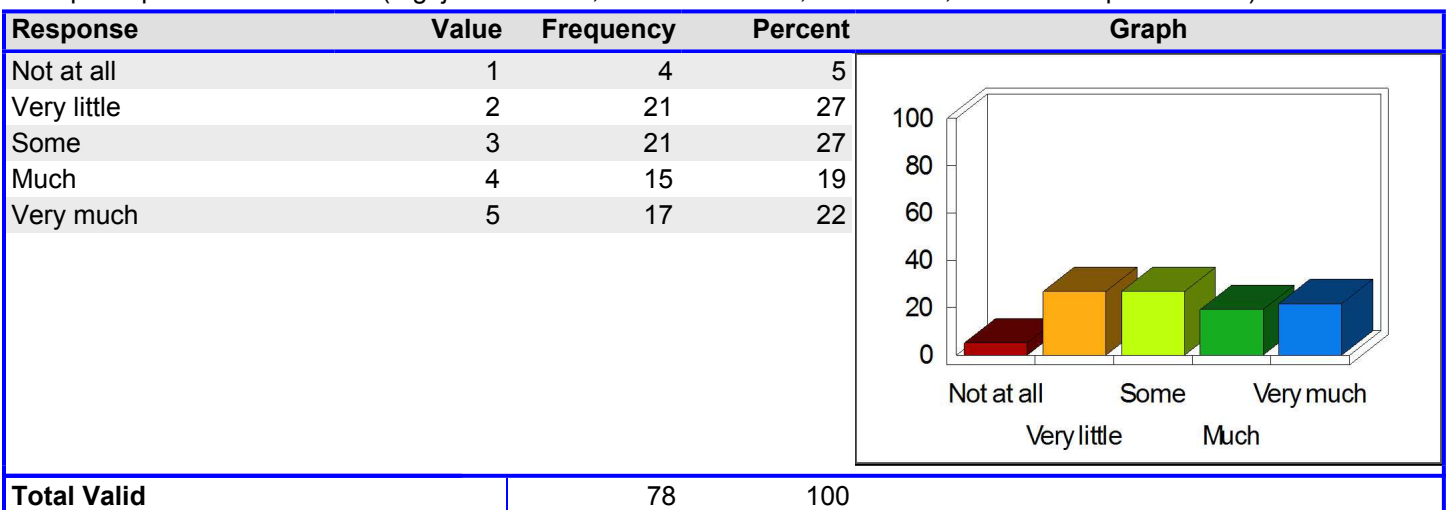 Response Value Frequency Percent Graph
Not at all 1 4 5
Very little 2 21 27
Some 3 21 27
Much 4 15 19
Very much 5 17 22
100
80
60
40
20
0
Not at all Some Very much
Very little Much
Total Valid 78 100